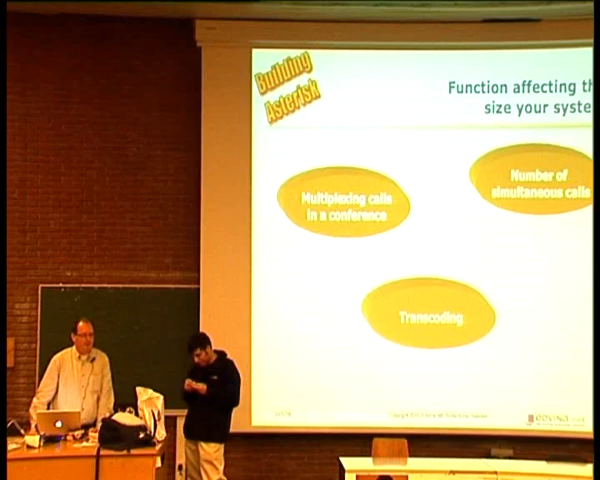 Building
Asterisk
Function affecting th
size your syste
Number of
simultaneous calls
Multiplexing calls
in a conference
Transcoding